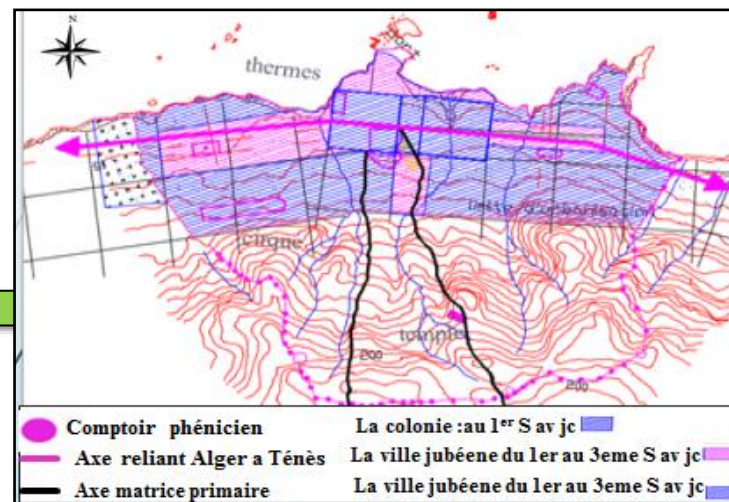 N
thermes
cirque
temple
200
200
Comptoir phénicien
La colonie :au 1er S av jc
Axe reliant Alger a Ténès
La ville jubéene du 1er au 3eme S av jc
Axe matrice primaire
La ville jubéene du 1er au 3eme S av jc